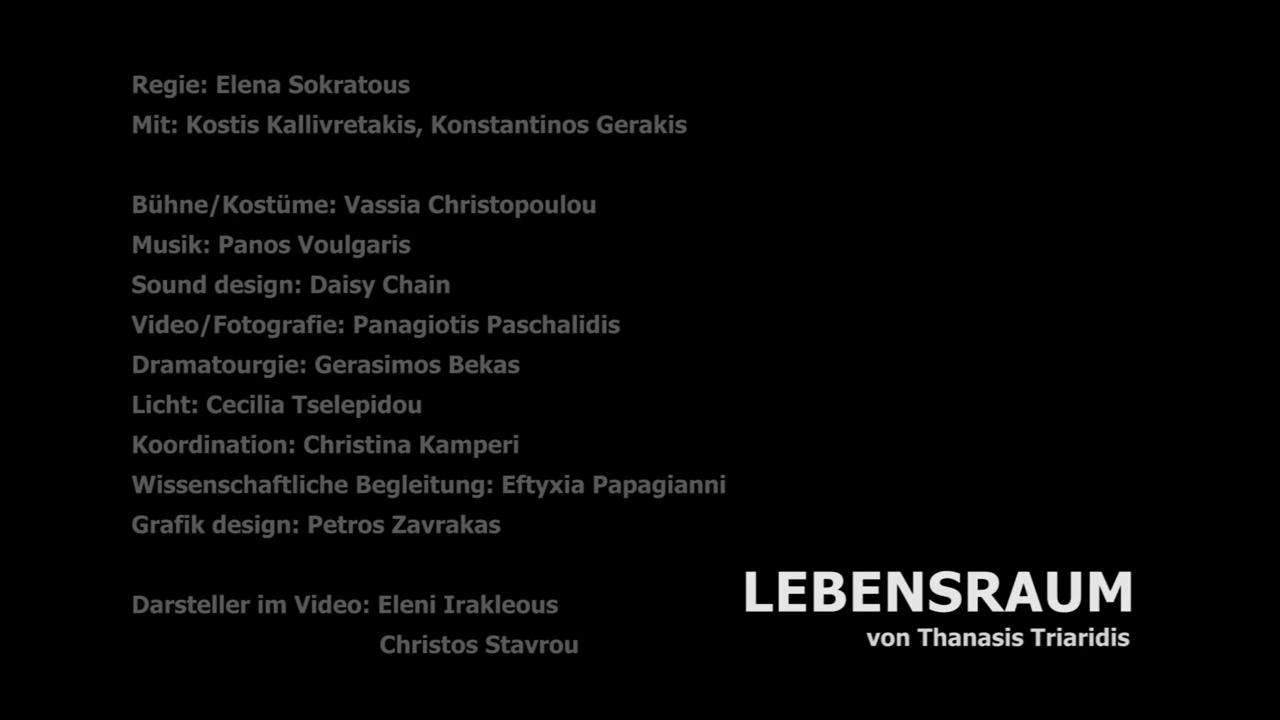 Regie: Elena Sokratous
Mit: Kostis Kallivretakis, Konstantinos Gerakis
Bühne/Kostüme: Vassia Christopoulou
Musik: Panos Voulgaris
Sound design: Daisy Chain
Video/Fotografie: Panagiotis Paschalidis
Dramatourgie: Gerasimos Bekas
Licht: Cecilia Tselepidou
Koordination: Christina Kamperi
Wissenschaftliche Begleitung: Eftyxia Papagianni
Grafik design: Petros Zavrakas
Darsteller im Video: Eleni Irakleous
Christos Stavrou
LEBENSRAUM
von Thanasis Triaridis